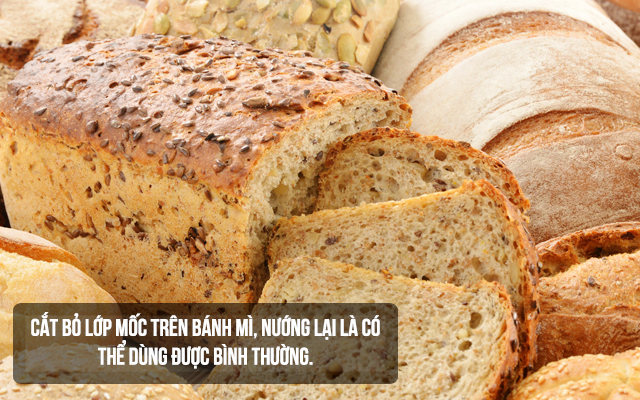 CẮT BỎ LỚP MỐC TRÊN BÁNH MÌ, NƯỚNG LẠI LÀ CÓ
THỂ DÙNG ĐƯỢC BÌNH THƯỜNG.